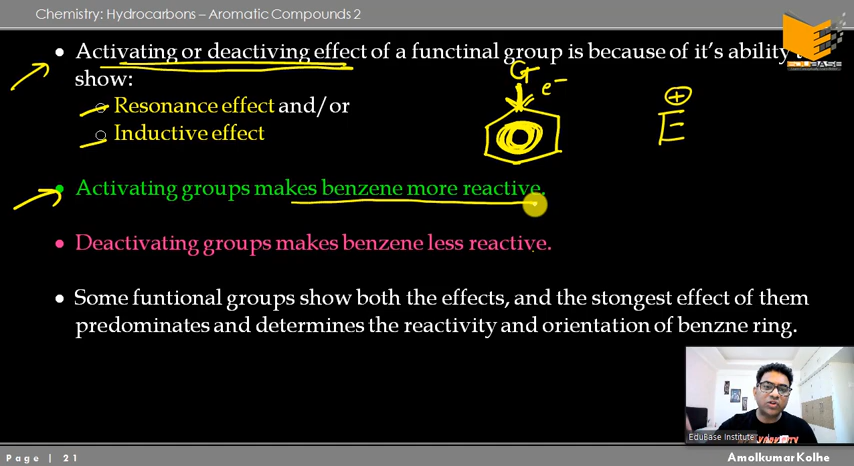 Chemistry: Hydrocarbons – Aromatic Compounds 2
EDUBASE
• Activating or deactiving effect of a functinal group is because of it's ability
show:
○ Resonance effect and/or
○ Inductive effect
G
e−
+
E
• Activating groups makes benzene more reactive.
• Deactivating groups makes benzene less reactive.
• Some funtional groups show both the effects, and the stongest effect of them
predominates and determines the reactivity and orientation of benzne ring.
EduBase Institute
Page | 21
AmolkumarKolhe